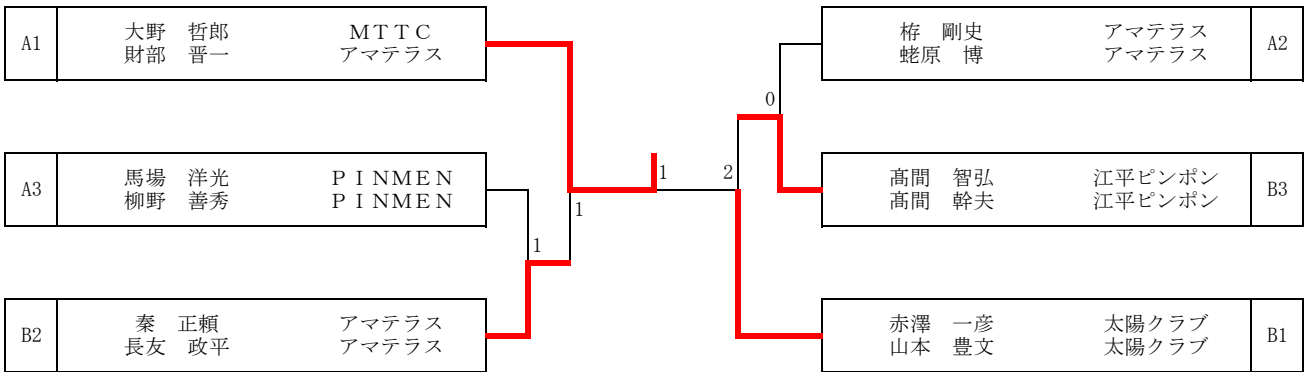 A1 大野 哲郎 ＭＴＴＣ
財部 晋一 アマテラス
栫 剛史 アマテラス A2
蛯原 博 アマテラス
0
A3 馬場 洋光 ＰＩＮＭＥＮ
柳野 善秀 ＰＩＮＭＥＮ
1 2
髙間 智弘 江平ピンポン B3
髙間 幹夫 江平ピンポン
1
1
B2 秦 正頼 アマテラス
長友 政平 アマテラス
赤澤 一彦 太陽クラブ B1
山本 豊文 太陽クラブ